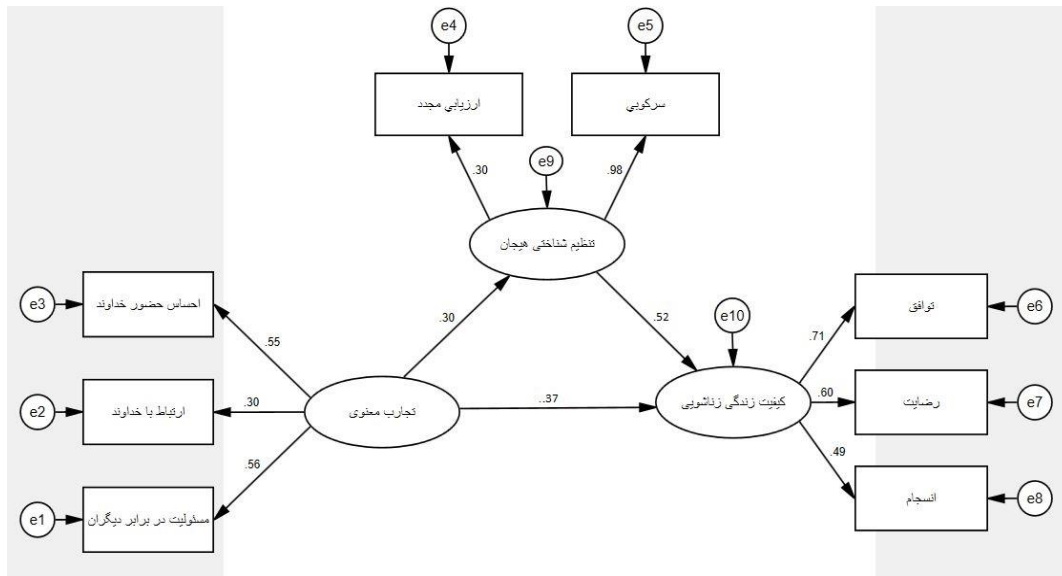 e4
e5
ارزيابي مجدد
سركوبي
.30
e9
.98
تنظیم شناختی هیجان
e3
احساس حضور خداوند
.30
.52
e10
توافق
e6
.55
.71
e2
ارتباط با خداوند
.30
تجارب معنوی
..37
کیفیت زندگی زناشویی
.60
رضایت
e7
.56
.49
e1
مسئولیت در برابر دیگران
انسجام
e8